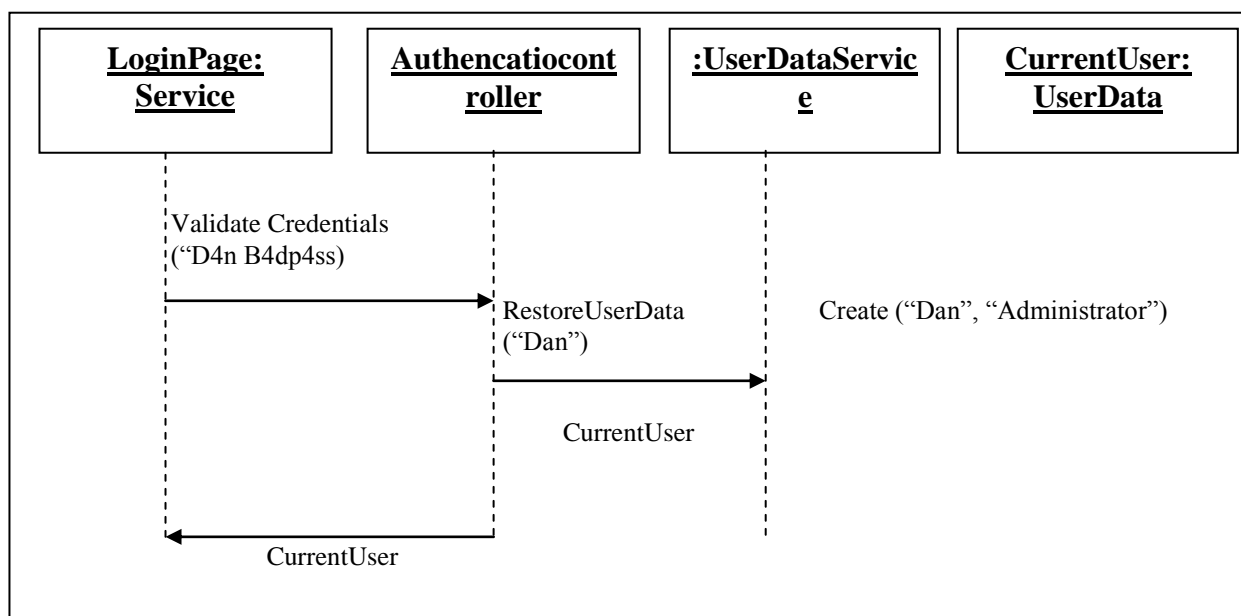 LoginPage:
Service
Authencatiocont
roller
:UserDataServic
e
CurrentUser:
UserData
Validate Credentials
(“D4n B4dp4ss)
RestoreUserData
(“Dan”)
Create (“Dan”, “Administrator”)
CurrentUser
CurrentUser